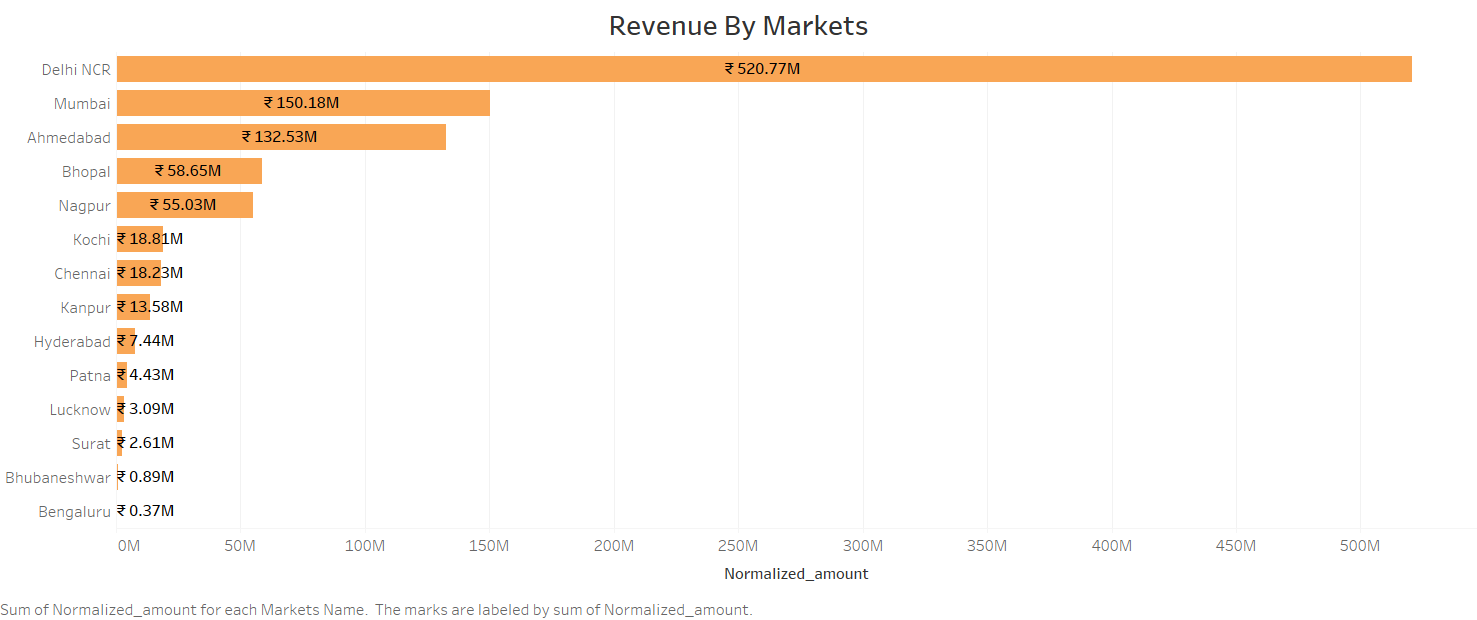 Revenue By Markets
Delhi NCR ₹ 520.77M
Mumbai ₹ 150.18M
Ahmedabad ₹ 132.53M
Bhopal ₹ 58.65M
Nagpur ₹ 55.03M
Kochi ₹ 18.81M
Chennai ₹ 18.23M
Kanpur ₹ 13.58M
Hyderabad ₹ 7.44M
Patna ₹ 4.43M
Lucknow ₹ 3.09M
Surat ₹ 2.61M
Bhubaneshwar ₹ 0.89M
Bengaluru ₹ 0.37M
0M 50M 100M 150M 200M 250M 300M 350M 400M 450M 500M
Normalized_amount
Sum of Normalized_amount for each Markets Name. The marks are labeled by sum of Normalized_amount.